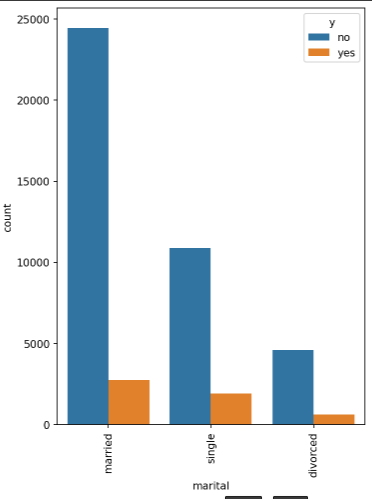 25000
20000
15000
10000
5000
0
count
y
no
yes
married
single
divorced
marital